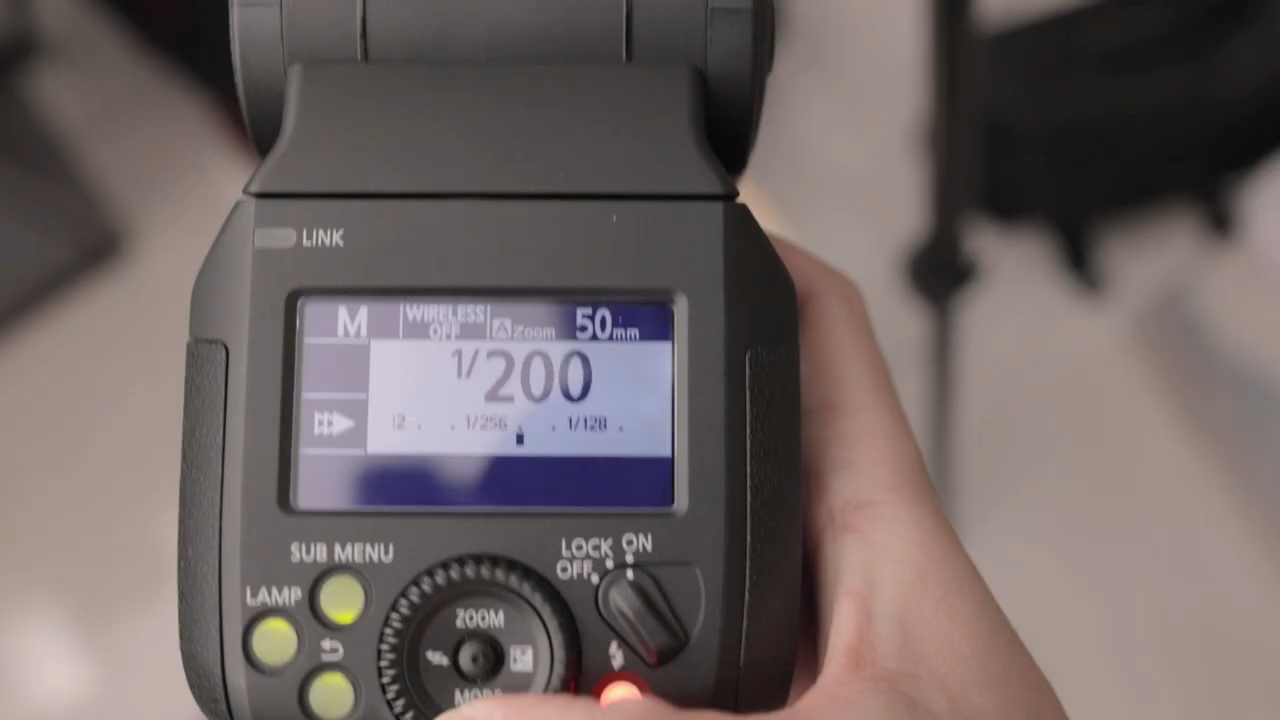 LINK
M
WIRELESS
OFF
A Zoom
50mm
1/200
1/256
1/128
SUB MENU
LOCK
ON
OFF
LAMP
ZOOM